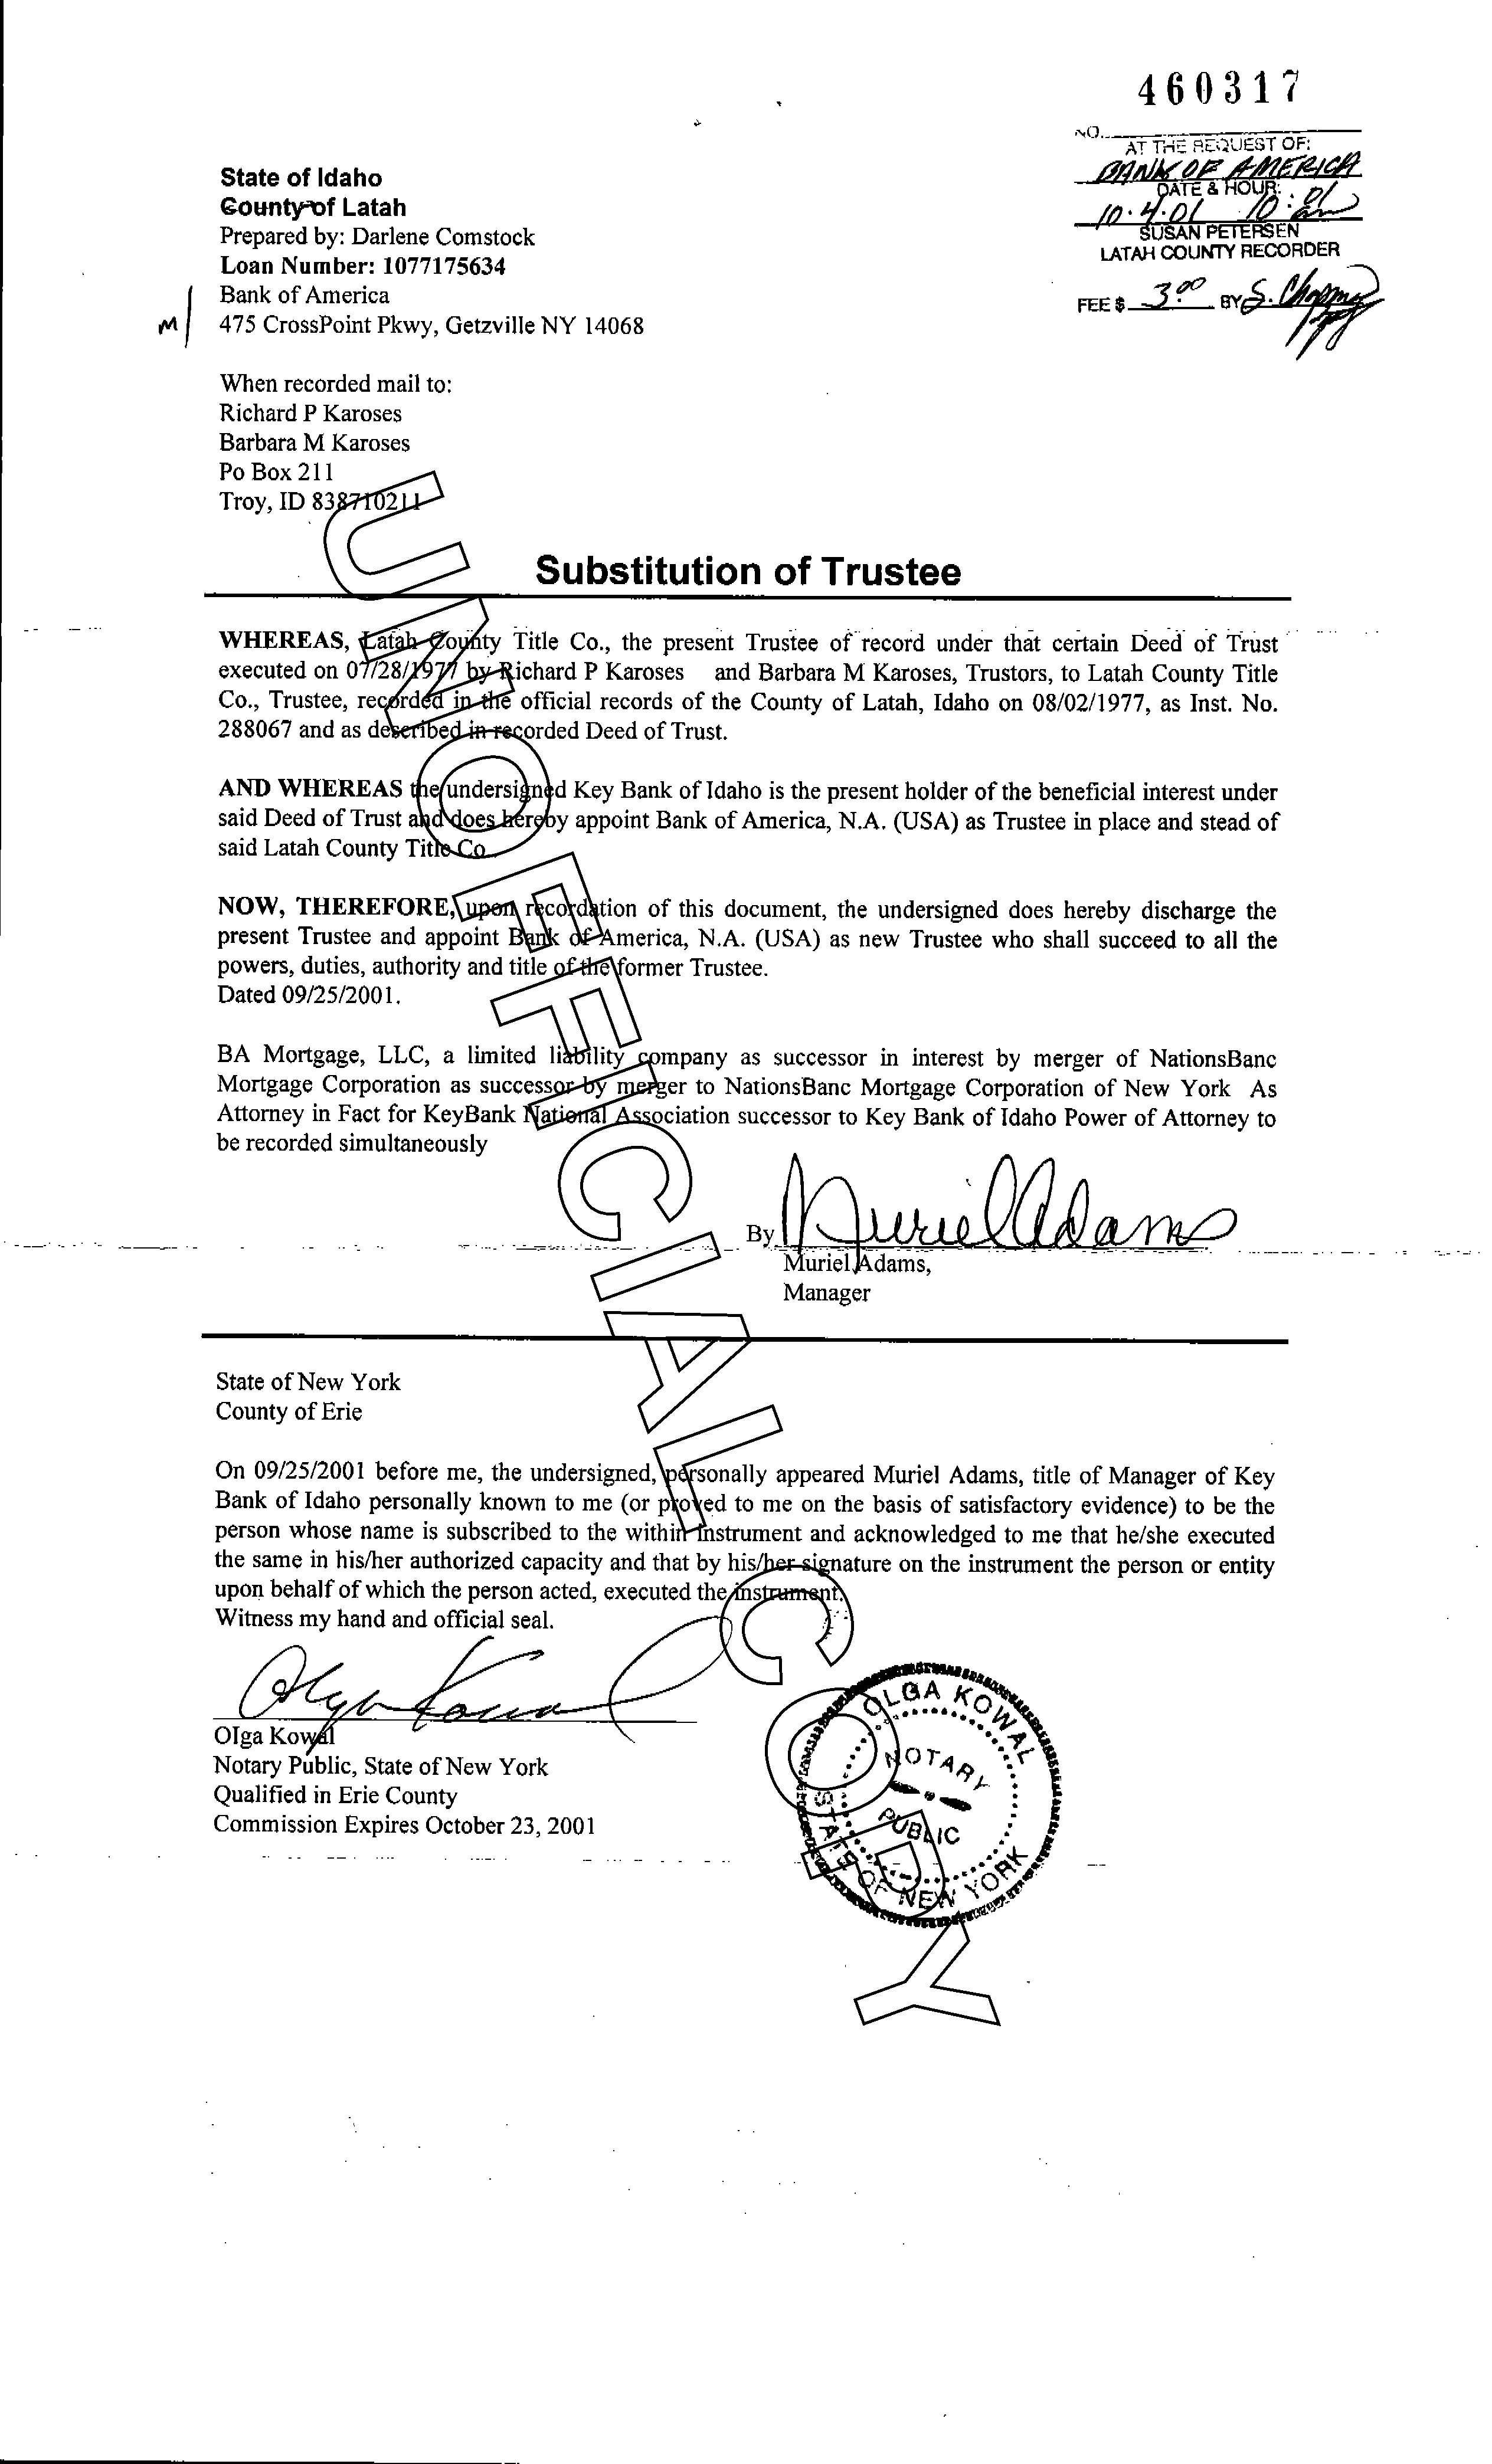 460317
NO.
AT THE REQUEST OF:
BANK OF AMERICA
DATE & HOUR:
10.4.01 10:01 am
SUSAN PETERSEN
LATAH COUNTY RECORDER
FEE $ 3.00 BY S. Chapman
State of Idaho
County of Latah
Prepared by: Darlene Comstock
Loan Number: 1077175634
Bank of America
M
475 CrossPoint Pkwy, Getzville NY 14068
When recorded mail to:
Richard P Karoses
Barbara M Karoses
Po Box 211
Troy, ID 838710211
Substitution of Trustee
WHEREAS, Latah County Title Co., the present Trustee of record under that certain Deed of Trust
executed on 07/28/1977 by Richard P Karoses and Barbara M Karoses, Trustors, to Latah County Title
Co., Trustee, recorded in the official records of the County of Latah, Idaho on 08/02/1977, as Inst. No.
288067 and as described in recorded Deed of Trust.
AND WHEREAS the undersigned Key Bank of Idaho is the present holder of the beneficial interest under
said Deed of Trust and does hereby appoint Bank of America, N.A. (USA) as Trustee in place and stead of
said Latah County Title Co.
NOW, THEREFORE, upon recordation of this document, the undersigned does hereby discharge the
present Trustee and appoint Bank of America, N.A. (USA) as new Trustee who shall succeed to all the
powers, duties, authority and title of the former Trustee.
Dated 09/25/2001.
BA Mortgage, LLC, a limited liability company as successor in interest by merger of NationsBanc
Mortgage Corporation as successor by merger to NationsBanc Mortgage Corporation of New York As
Attorney in Fact for KeyBank National Association successor to Key Bank of Idaho Power of Attorney to
be recorded simultaneously
By Muriel Adams
Muriel Adams,
Manager
State of New York
County of Erie
On 09/25/2001 before me, the undersigned, personally appeared Muriel Adams, title of Manager of Key
Bank of Idaho personally known to me (or proved to me on the basis of satisfactory evidence) to be the
person whose name is subscribed to the within instrument and acknowledged to me that he/she executed
the same in his/her authorized capacity and that by his/her signature on the instrument the person or entity
upon behalf of which the person acted, executed the instrument.
Witness my hand and official seal.
Olga Kowal
Olga Kowal
Notary Public, State of New York
Qualified in Erie County
Commission Expires October 23, 2001
OLGA KOWAL
NOTARY
PUBLIC
STATE OF NEW YORK
UNOFFICIAL COPY